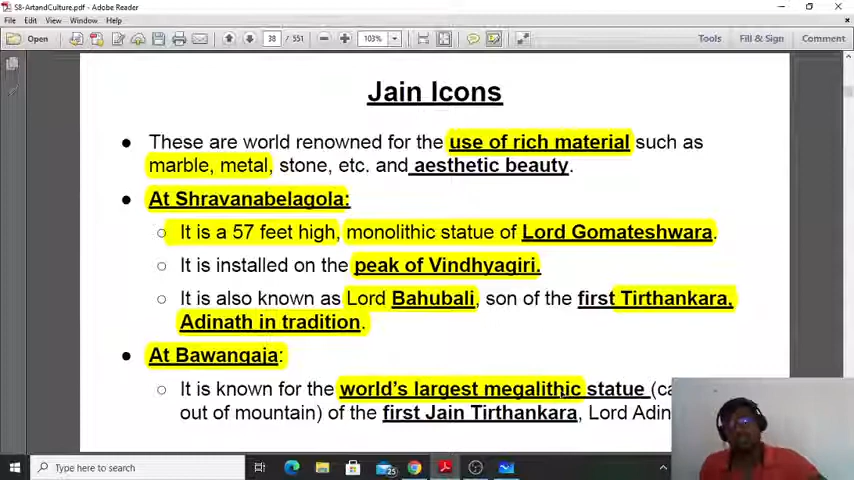 S8-ArtandCulture.pdf - Adobe Reader
File Edit View Window Help
Open 38 / 551 103% Tools Fill & Sign Comment
Jain Icons
● These are world renowned for the use of rich material such as
marble, metal, stone, etc. and aesthetic beauty.
● At Shravanabelagola:
○ It is a 57 feet high, monolithic statue of Lord Gomateshwara.
○ It is installed on the peak of Vindhyagiri.
○ It is also known as Lord Bahubali, son of the first Tirthankara,
Adinath in tradition.
● At Bawangaja:
○ It is known for the world's largest megalithic statue
out of mountain) of the first Jain Tirthankara, Lord
Type here to search 25